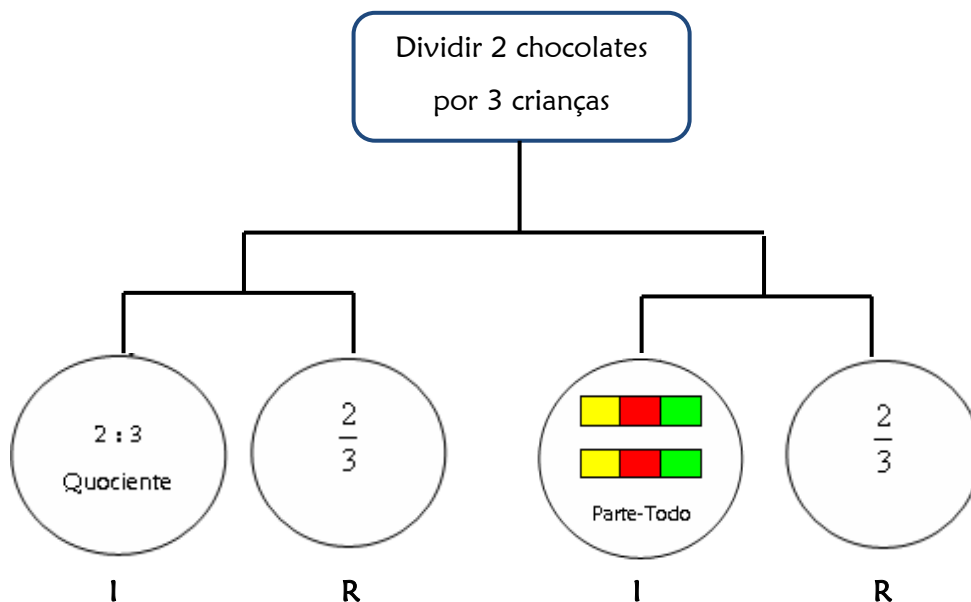 Dividir 2 chocolates
por 3 crianças
2 : 3
Quociente
2
3
Parte-Todo
2
3
I
R
I
R